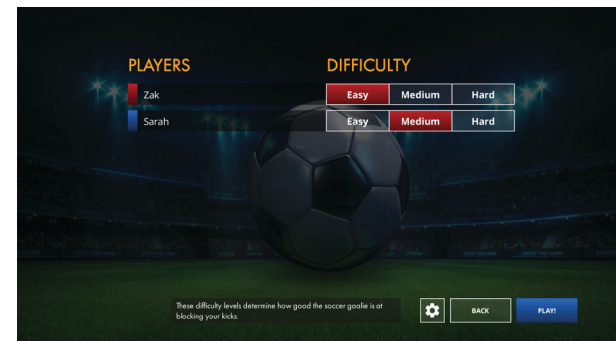 PLAYERS DIFFICULTY
Zak Easy Medium Hard
Sarah Easy Medium Hard
These difficulty levels determine how good the soccer goalie is at
blocking your kicks.
BACK
PLAY!